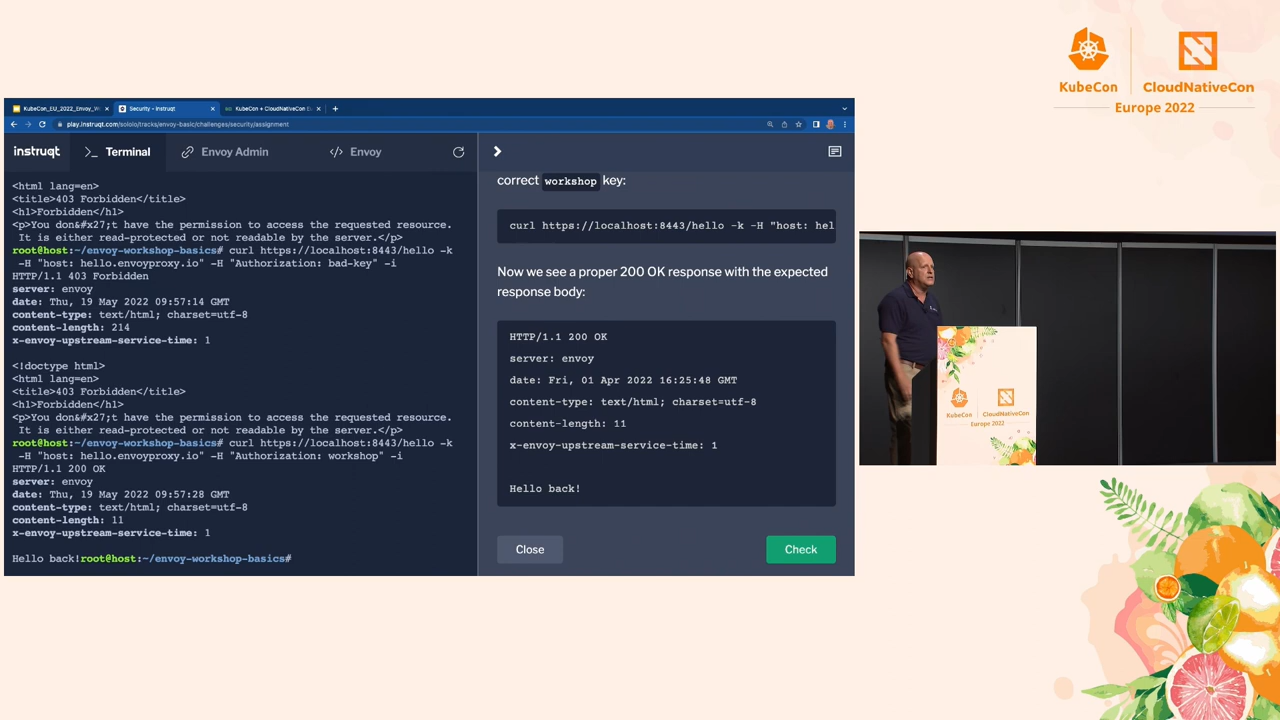 KubeCon
CloudNativeCon
Europe 2022
KubeCon_EU_2022_Envoy_W
Security - Instruqt
KubeCon + CloudNativeCon E
play.instruqt.com/soloio/tracks/envoy-basic/challenges/security/assignment
instruqt
>_ Terminal
Envoy Admin
</> Envoy
<html lang=en>
<title>403 Forbidden</title>
<h1>Forbidden</h1>
<p>You don&#x27;t have the permission to access the requested resource.
It is either read-protected or not readable by the server.</p>
root@host:~/envoy-workshop-basics# curl https://localhost:8443/hello -k
-H "host: hello.envoyproxy.io" -H "Authorization: bad-key" -i
HTTP/1.1 403 Forbidden
server: envoy
date: Thu, 19 May 2022 09:57:14 GMT
content-type: text/html; charset=utf-8
content-length: 214
x-envoy-upstream-service-time: 1
<!doctype html>
<html lang=en>
<title>403 Forbidden</title>
<h1>Forbidden</h1>
<p>You don&#x27;t have the permission to access the requested resource.
It is either read-protected or not readable by the server.</p>
root@host:~/envoy-workshop-basics# curl https://localhost:8443/hello -k
-H "host: hello.envoyproxy.io" -H "Authorization: workshop" -i
HTTP/1.1 200 OK
server: envoy
date: Thu, 19 May 2022 09:57:28 GMT
content-type: text/html; charset=utf-8
content-length: 11
x-envoy-upstream-service-time: 1
Hello back!root@host:~/envoy-workshop-basics#
correct workshop key:
curl https://localhost:8443/hello -k -H "host: hel
Now we see a proper 200 OK response with the expected
response body:
HTTP/1.1 200 OK
server: envoy
date: Fri, 01 Apr 2022 16:25:48 GMT
content-type: text/html; charset=utf-8
content-length: 11
x-envoy-upstream-service-time: 1
Hello back!
Close
Check
KubeCon
CloudNativeCon
Europe 2022